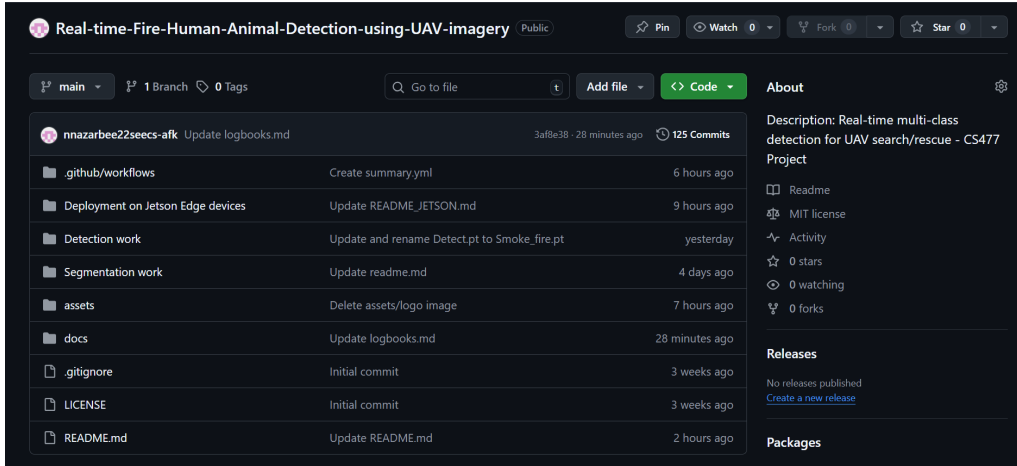 Real-time-Fire-Human-Animal-Detection-using-UAV-imagery Public Pin Watch 0 Fork 0 Star 0
main 1 Branch 0 Tags Go to file t Add file Code
nnazarbee22seecs-afk Update logbooks.md 3af8e38 · 28 minutes ago 125 Commits
.github/workflows Create summary.yml 6 hours ago
Deployment on Jetson Edge devices Update README_JETSON.md 9 hours ago
Detection work Update and rename Detect.pt to Smoke_fire.pt yesterday
Segmentation work Update readme.md 4 days ago
assets Delete assets/logo image 7 hours ago
docs Update logbooks.md 28 minutes ago
.gitignore Initial commit 3 weeks ago
LICENSE Initial commit 3 weeks ago
README.md Update README.md 2 hours ago
About
Description: Real-time multi-class
detection for UAV search/rescue - CS477
Project
Readme
MIT license
Activity
0 stars
0 watching
0 forks
Releases
No releases published
Create a new release
Packages